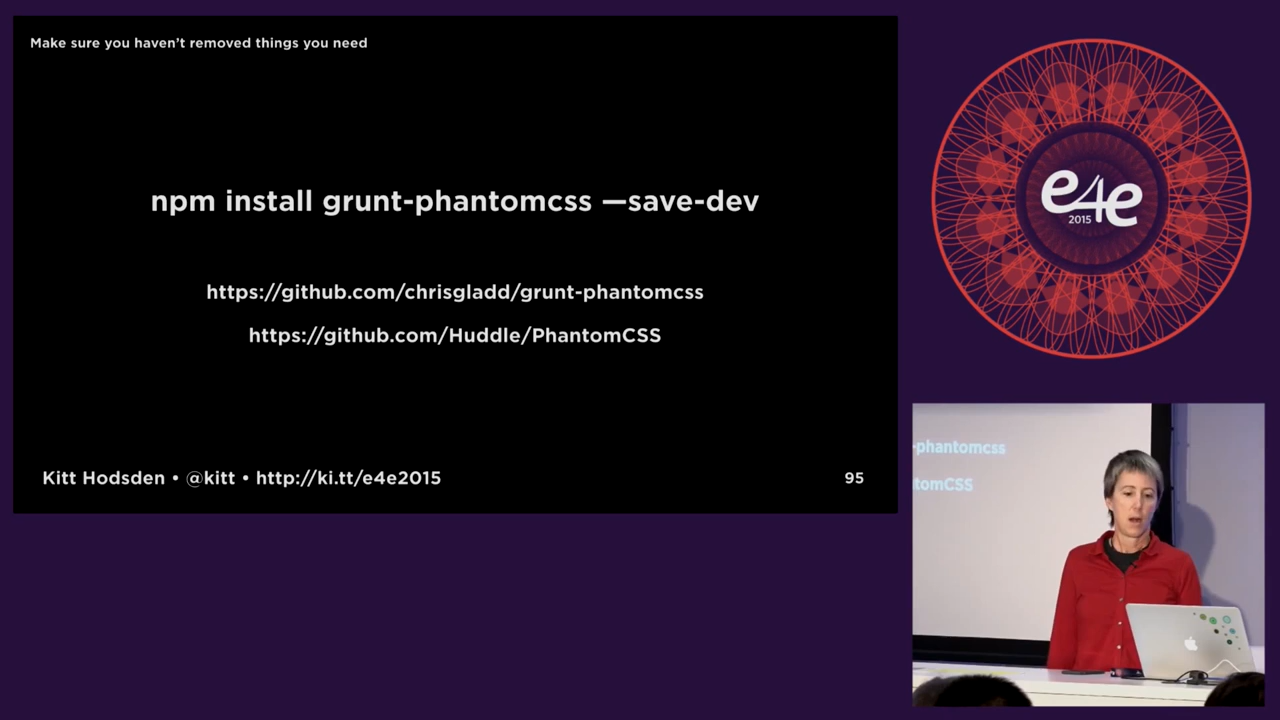 Make sure you haven’t removed things you need
npm install grunt-phantomcss —save-dev
https://github.com/chrisgladd/grunt-phantomcss
https://github.com/Huddle/PhantomCSS
Kitt Hodsden • @kitt • http://ki.tt/e4e2015
95
e4e
2015
-phantomcss
tomCSS